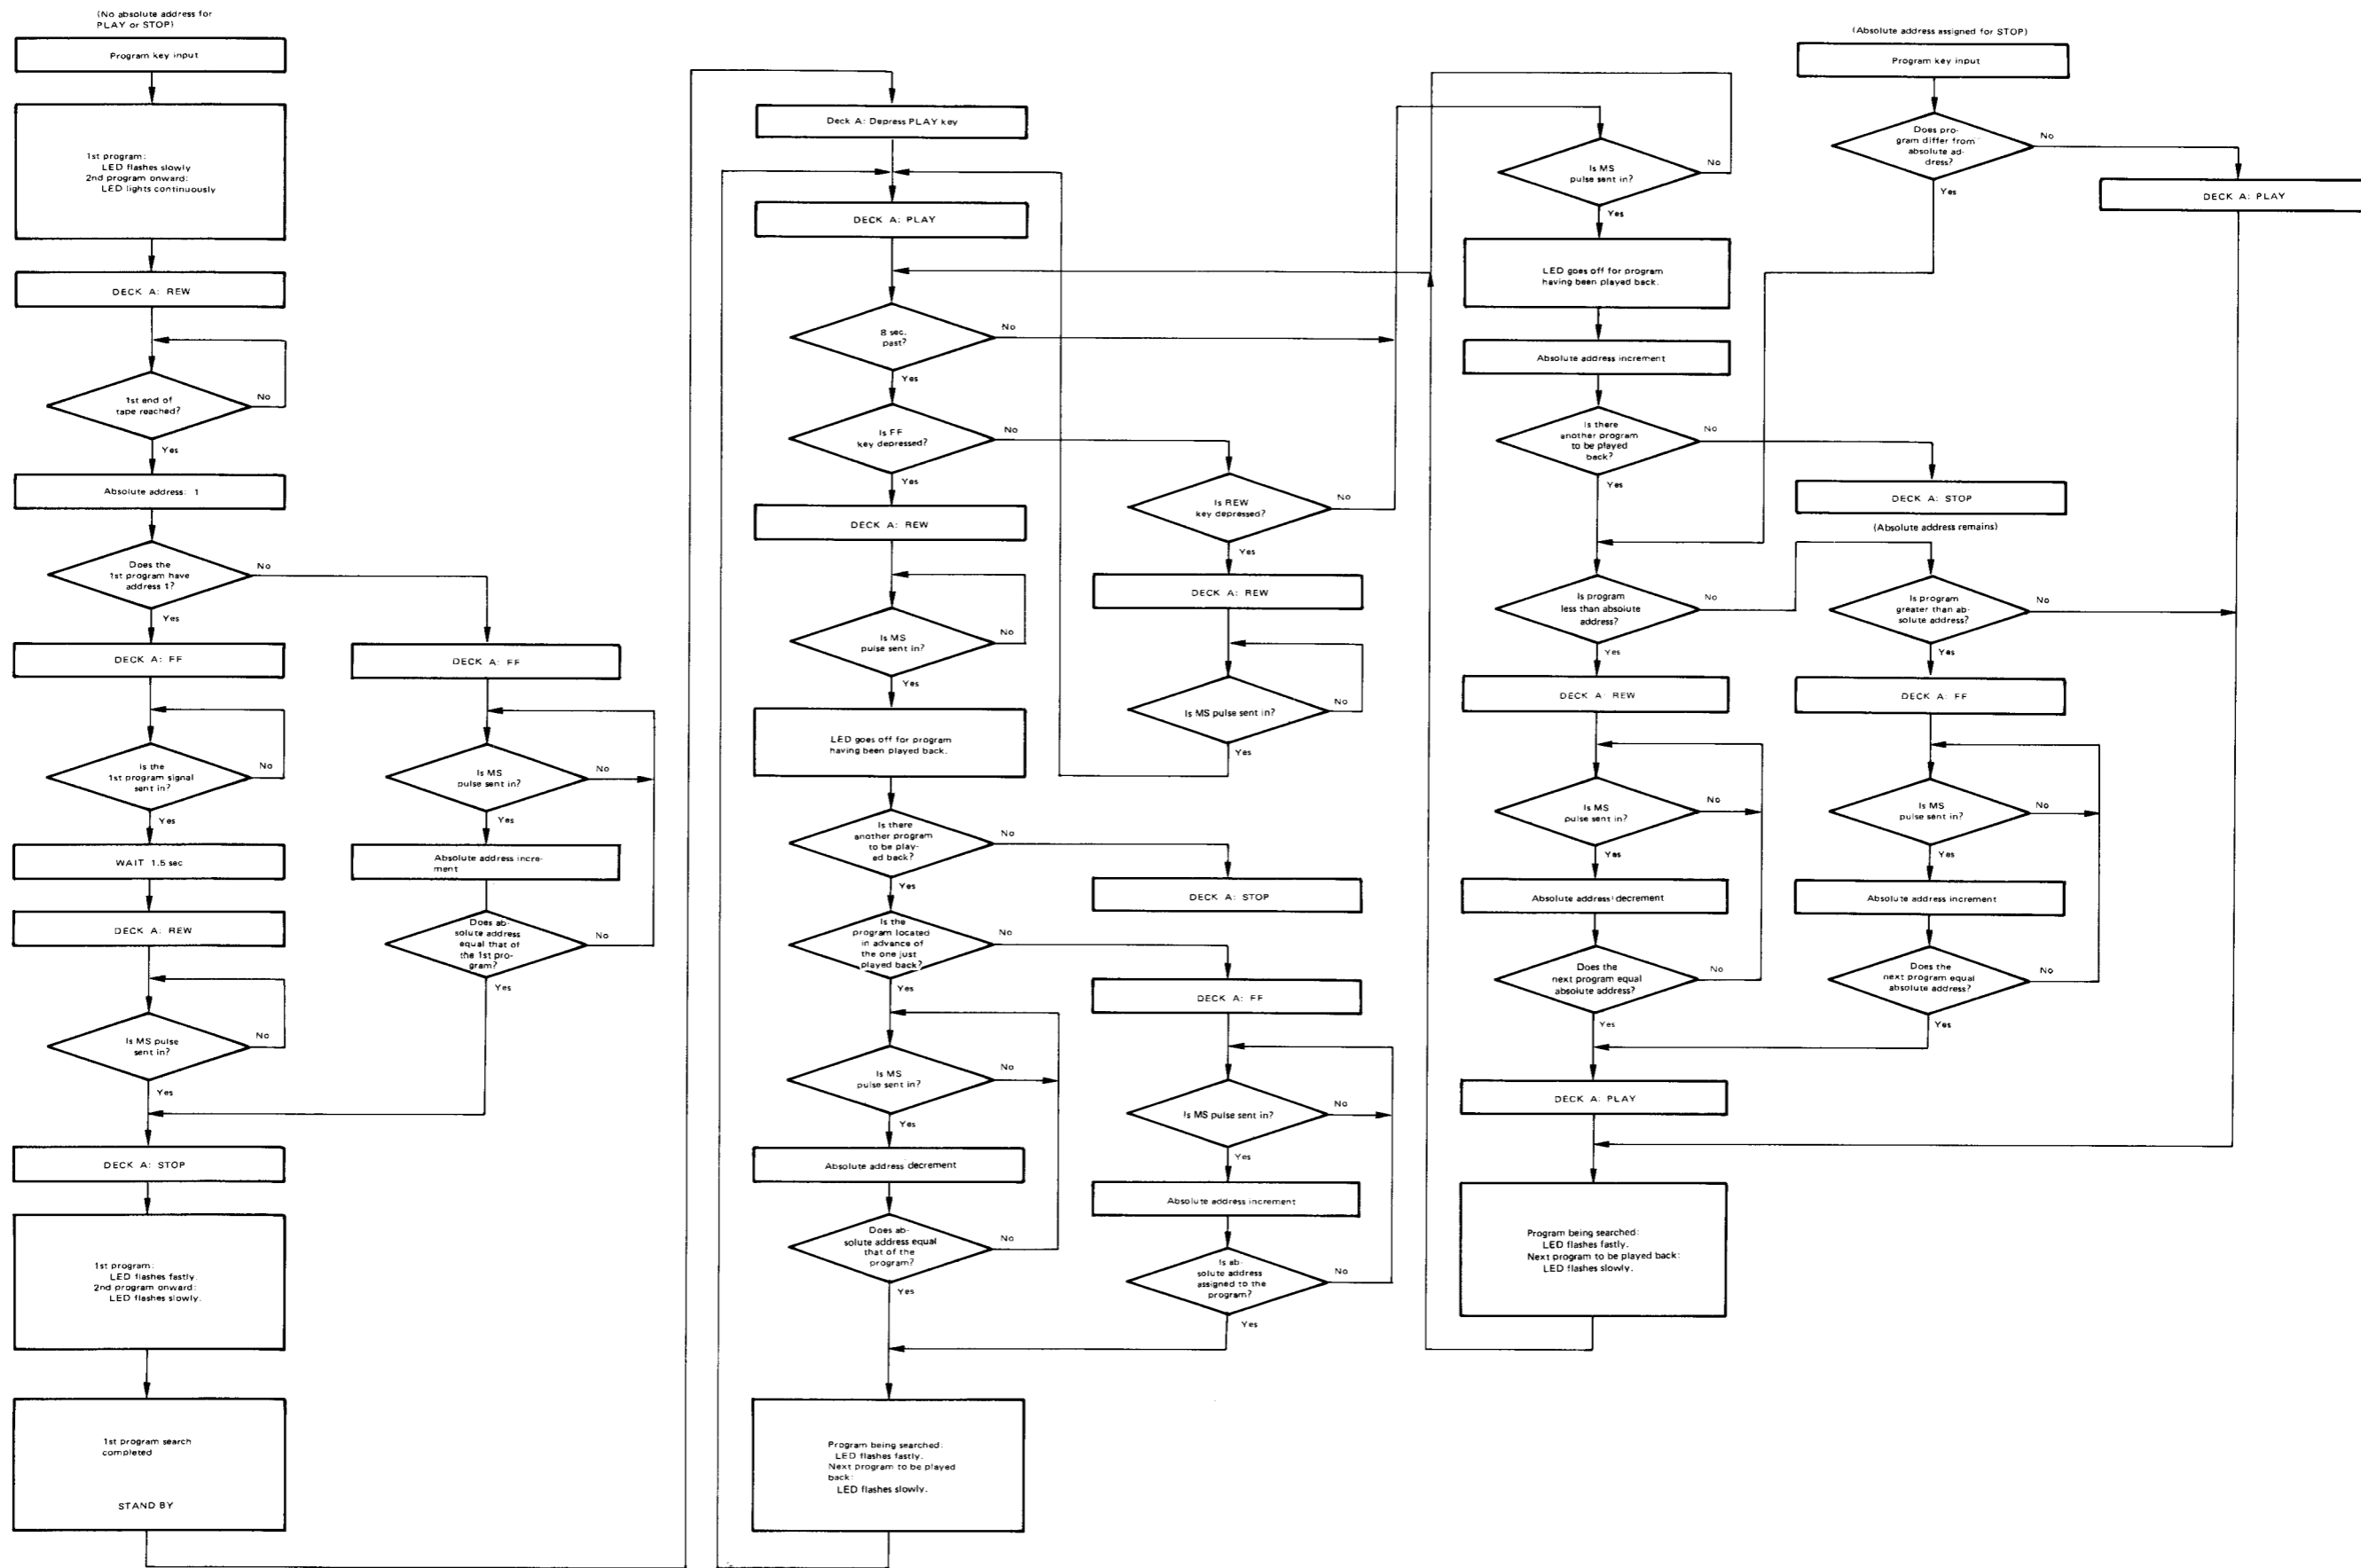 (No absolute address for
PLAY or STOP)
Program key input
1st program:
LED flashes slowly
2nd program onward:
LED lights continuously
DECK A: REW
1st end of
tape reached?
No
Yes
Absolute address: 1
Does the
1st program have
address 1?
No
Yes
DECK A: FF
Is the
1st program signal
sent in?
No
Yes
WAIT 1.5 sec
DECK A: REW
Is MS pulse
sent in?
No
Yes
DECK A: FF
Is MS
pulse sent in?
No
Yes
Absolute address incre-
ment
Does ab-
solute address
equal that of
the 1st pro-
gram?
No
Yes
DECK A: STOP
1st program:
LED flashes fastly.
2nd program onward:
LED flashes slowly.
1st program search
completed
STAND BY
Deck A: Depress PLAY key
DECK A: PLAY
8 sec.
past?
No
Yes
Is FF
key depressed?
No
Yes
DECK A: REW
Is MS
pulse sent in?
No
Yes
LED goes off for program
having been played back.
Is REW
key depressed?
No
Yes
DECK A: REW
Is MS pulse sent in?
No
Yes
Is there
another program
to be play-
ed back?
No
Yes
DECK A: STOP
Is the
program located
in advance of
the one just
played back?
No
Yes
Is MS
pulse sent in?
No
Yes
Absolute address decrement
Does ab-
solute address equal
that of the
program?
No
Yes
DECK A: FF
Is MS pulse sent in?
No
Yes
Absolute address increment
Is ab-
solute address
assigned to the
program?
No
Yes
Program being searched:
LED flashes fastly.
Next program to be played
back:
LED flashes slowly.
Is MS
pulse sent in?
No
Yes
LED goes off for program
having been played back.
Absolute address increment
Is there
another program
to be played
back?
No
Yes
DECK A: STOP
(Absolute address remains)
(Absolute address assigned for STOP)
Program key input
Does pro-
gram differ from
absolute ad-
dress?
No
Yes
DECK A: PLAY
Is program
less than absolute
address?
No
Yes
DECK A: REW
Is MS
pulse sent in?
No
Yes
Absolute address decrement
Does the
next program equal
absolute address?
No
Yes
Is program
greater than ab-
solute address?
No
Yes
DECK A: FF
Is MS
pulse sent in?
No
Yes
Absolute address increment
Does the
next program equal
absolute address?
No
Yes
DECK A: PLAY
Program being searched:
LED flashes fastly.
Next program to be played back:
LED flashes slowly.